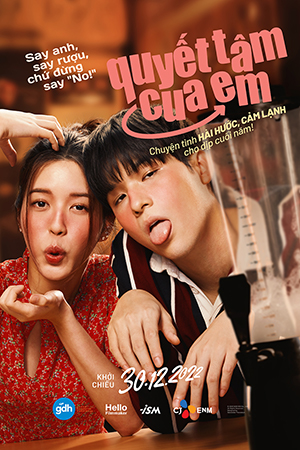 Say anh,
say rượu,
chứ đừng
say "No!"
quyết tâm
cua em
Chuyện tình HÀI HƯỚC, CẢM LẠNH
cho dịp cuối năm!
KHỞI
CHIẾU
30.12.2022
gdh
Hello
Filmmaker
-ISM
CJ ENM